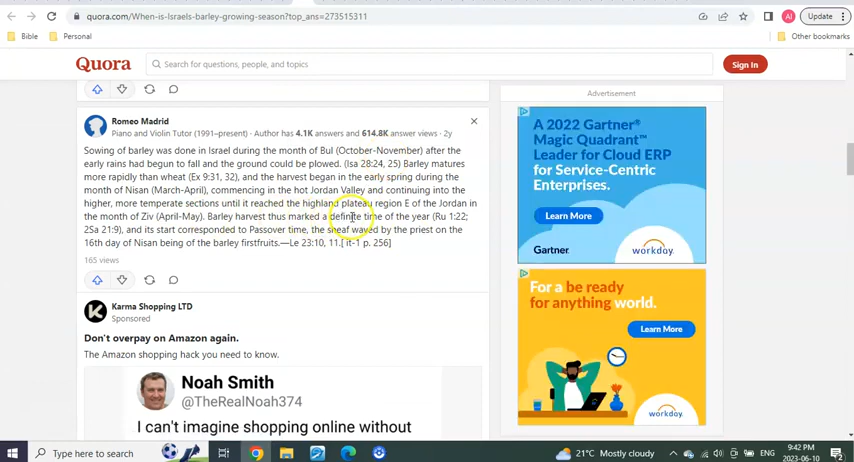 quora.com/When-is-Israels-barley-growing-season?top_ans=273515311
AI
Update
Bible
Personal
Other bookmarks
Quora
Search for questions, people, and topics
Sign In
Advertisement
Romeo Madrid
Piano and Violin Tutor (1991–present) · Author has 4.1K answers and 614.8K answer views · 2y
Sowing of barley was done in Israel during the month of Bul (October-November) after the
early rains had begun to fall and the ground could be plowed. (Isa 28:24, 25) Barley matures
more rapidly than wheat (Ex 9:31, 32), and the harvest began in the early spring during the
month of Nisan (March-April), commencing in the hot Jordan Valley and continuing into the
higher, more temperate sections until it reached the highland plateau region E of the Jordan in
the month of Ziv (April-May). Barley harvest thus marked a definite time of the year (Ru 1:22;
2Sa 21:9), and its start corresponded to Passover time, the sheaf waved by the priest on the
16th day of Nisan being of the barley firstfruits.—Le 23:10, 11.[ it-1 p. 256]
165 views
K
Karma Shopping LTD
Sponsored
Don't overpay on Amazon again.
The Amazon shopping hack you need to know.
Noah Smith
@TheRealNoah374
I can't imagine shopping online without
A 2022 Gartner®
Magic Quadrant™
Leader for Cloud ERP
for Service-Centric
Enterprises.
Learn More
Gartner
workday.
For a be ready
for anything world.
Learn More
workday.
Type here to search
21°C Mostly cloudy
ENG
9:42 PM
2023-06-10
2